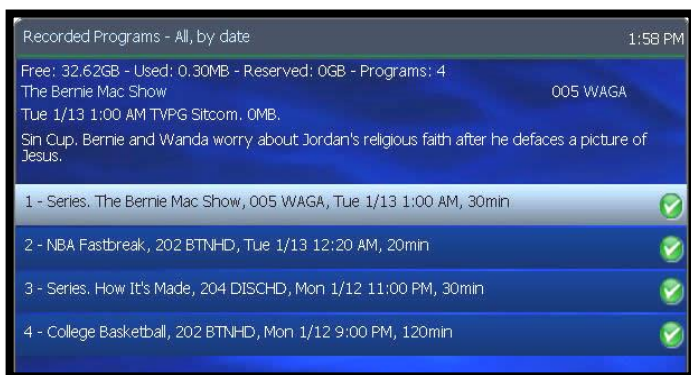 Recorded Programs - All, by date 1:58 PM
Free: 32.62GB - Used: 0.30MB - Reserved: 0GB - Programs: 4
The Bernie Mac Show 005 WAGA
Tue 1/13 1:00 AM TVPG Sitcom. 0MB.
Sin Cup. Bernie and Wanda worry about Jordan's religious faith after he defaces a picture of
Jesus.
1 - Series. The Bernie Mac Show, 005 WAGA, Tue 1/13 1:00 AM, 30min
2 - NBA Fastbreak, 202 BTNHD, Tue 1/13 12:20 AM, 20min
3 - Series. How It's Made, 204 DISCHD, Mon 1/12 11:00 PM, 30min
4 - College Basketball, 202 BTNHD, Mon 1/12 9:00 PM, 120min